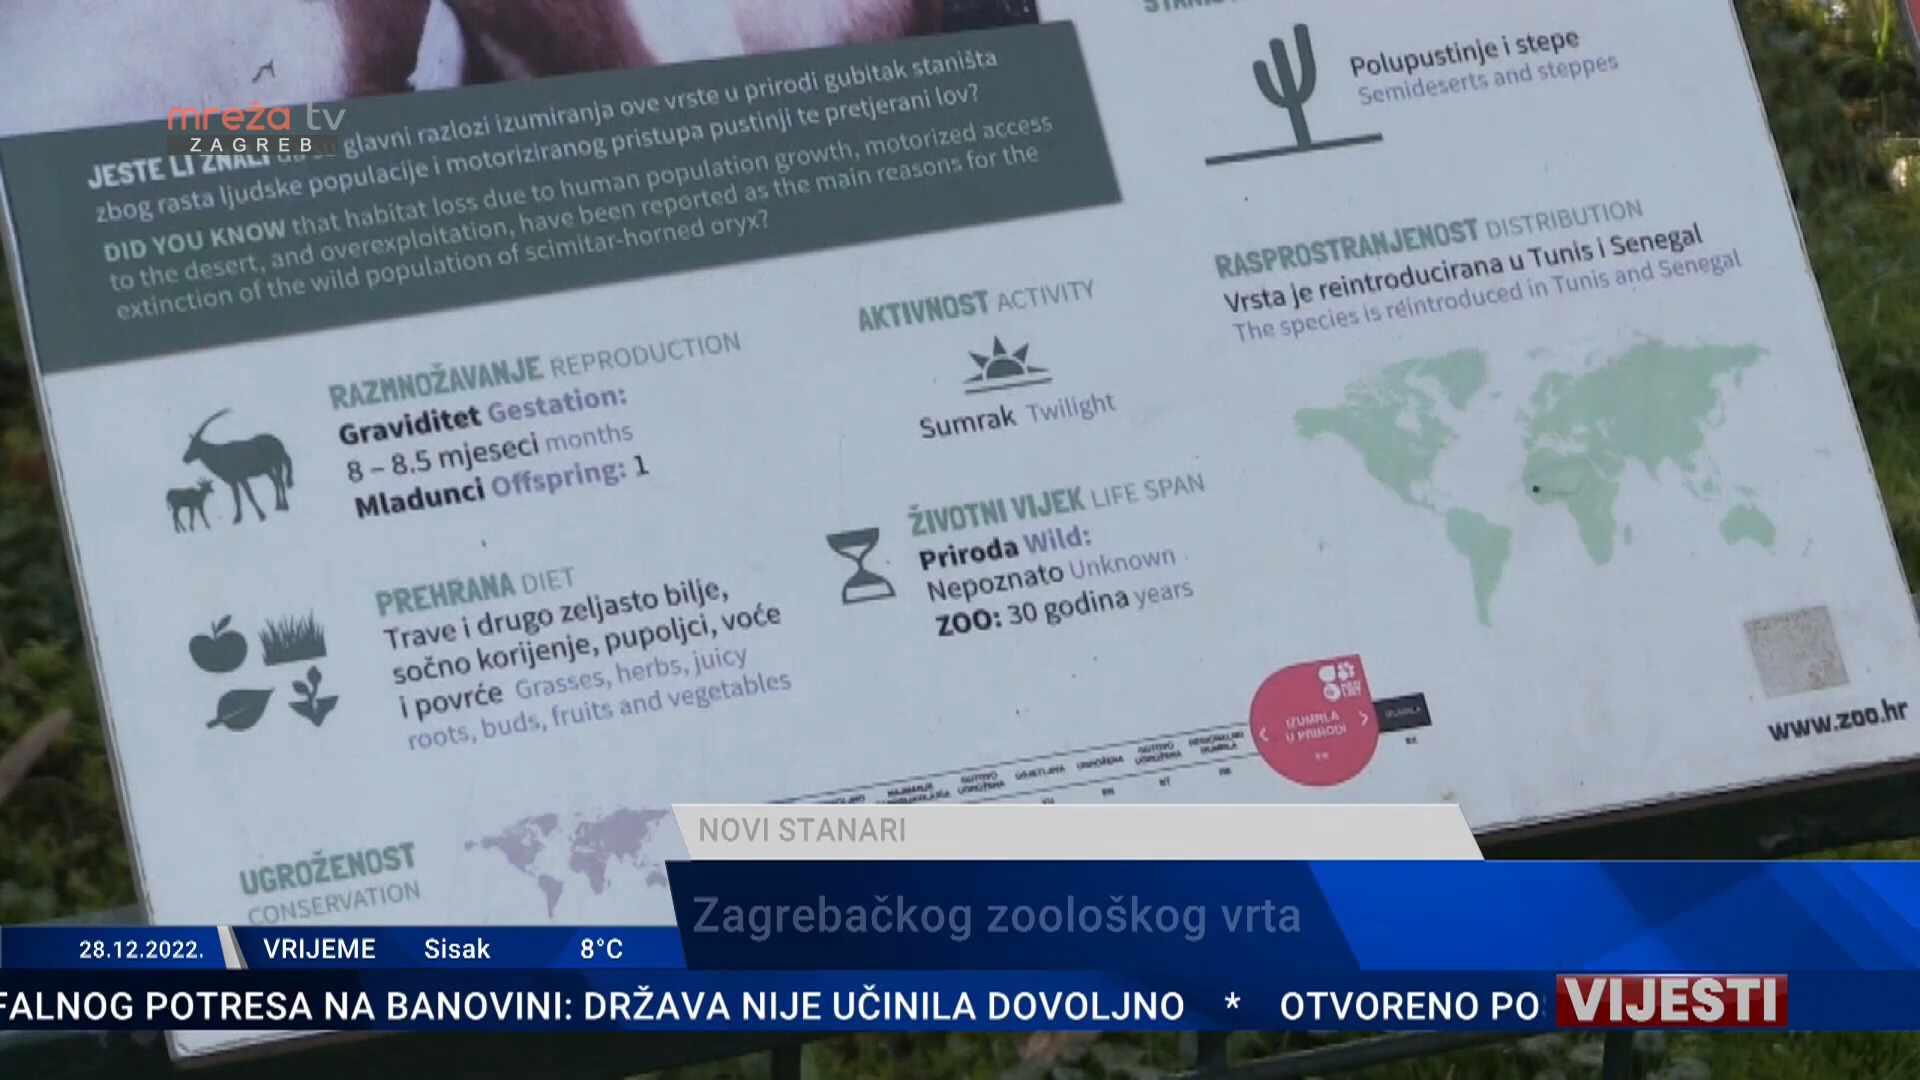 mreža tv
ZAGREB
JESTE LI ZNALI glavni razlozi izumiranja ove vrste u prirodi gubitak staništa
zbog rasta ljudske populacije i motoriziranog pristupa pustinji te pretjerani lov?
DID YOU KNOW that habitat loss due to human population growth, motorized access
to the desert, and overexploitation, have been reported as the main reasons for the
extinction of the wild population of scimitar-horned oryx?
Polupustinje i stepe
Semideserts and steppes
RAZMNOŽAVANJE REPRODUCTION
Graviditet Gestation:
8 – 8.5 mjeseci months
Mladunci Offspring: 1
AKTIVNOST ACTIVITY
Sumrak Twilight
RASPROSTRANJENOST DISTRIBUTION
Vrsta je reintroducirana u Tunis i Senegal
The species is reintroduced in Tunis and Senegal
PREHRANA DIET
Trave i drugo zeljasto bilje,
sočno korijenje, pupoljci, voće
i povrće Grasses, herbs, juicy
roots, buds, fruits and vegetables
ŽIVOTNI VIJEK LIFE SPAN
Priroda Wild:
Nepoznato Unknown
ZOO: 30 godina years
IZUMRLA
U PRIRODI
www.zoo.hr
UGROŽENOST
CONSERVATION
NOVI STANARI
Zagrebačkog zoološkog vrta
28.12.2022. VRIJEME Sisak 8°C
FALNOG POTRESA NA BANOVINI: DRŽAVA NIJE UČINILA DOVOLJNO * OTVORENO PO
VIJESTI